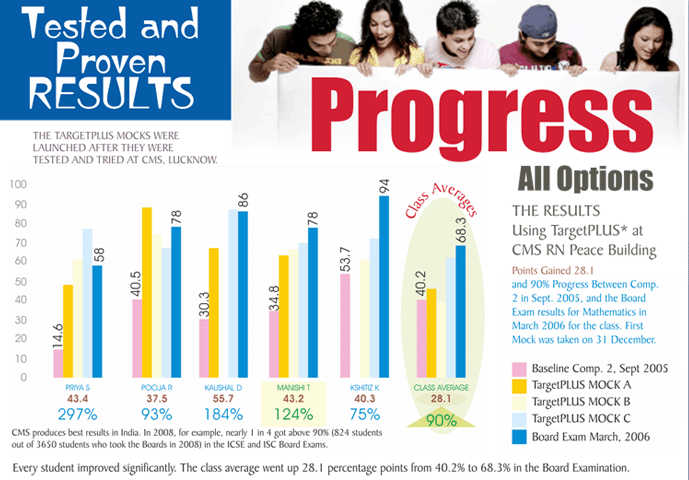 Tested and
Proven
RESULTS
THE TARGETPLUS MOCKS WERE
LAUNCHED AFTER THEY WERE
TESTED AND TRIED AT CMS, LUCKNOW.
Progress
All Options
THE RESULTS
Using TargetPLUS* at
CMS RN Peace Building
Points Gained 28.1
and 90% Progress Between Comp.
2 in Sept. 2005, and the Board
Exam results for Mathematics in
March 2006 for the class. First
Mock was taken on 31 December.
Baseline Comp. 2, Sept 2005
TargetPLUS MOCK A
TargetPLUS MOCK B
TargetPLUS MOCK C
Board Exam March, 2006
Class Averages
100
90
80
70
60
50
40
30
20
10
0
14.6 58 40.5 78 30.3 86 34.8 78 53.7 94 40.2 68.3
PRIYA S POOJA R KAUSHAL D MANISHI T KSHITIZ K CLASS AVERAGE
43.4 37.5 55.7 43.2 40.3 28.1
297% 93% 184% 124% 75% 90%
CMS produces best results in India. In 2008, for example, nearly 1 in 4 got above 90% (824 students
out of 3650 students who took the Boards in 2008) in the ICSE and ISC Board Exams.
Every student improved significantly. The class average went up 28.1 percentage points from 40.2% to 68.3% in the Board Examination.